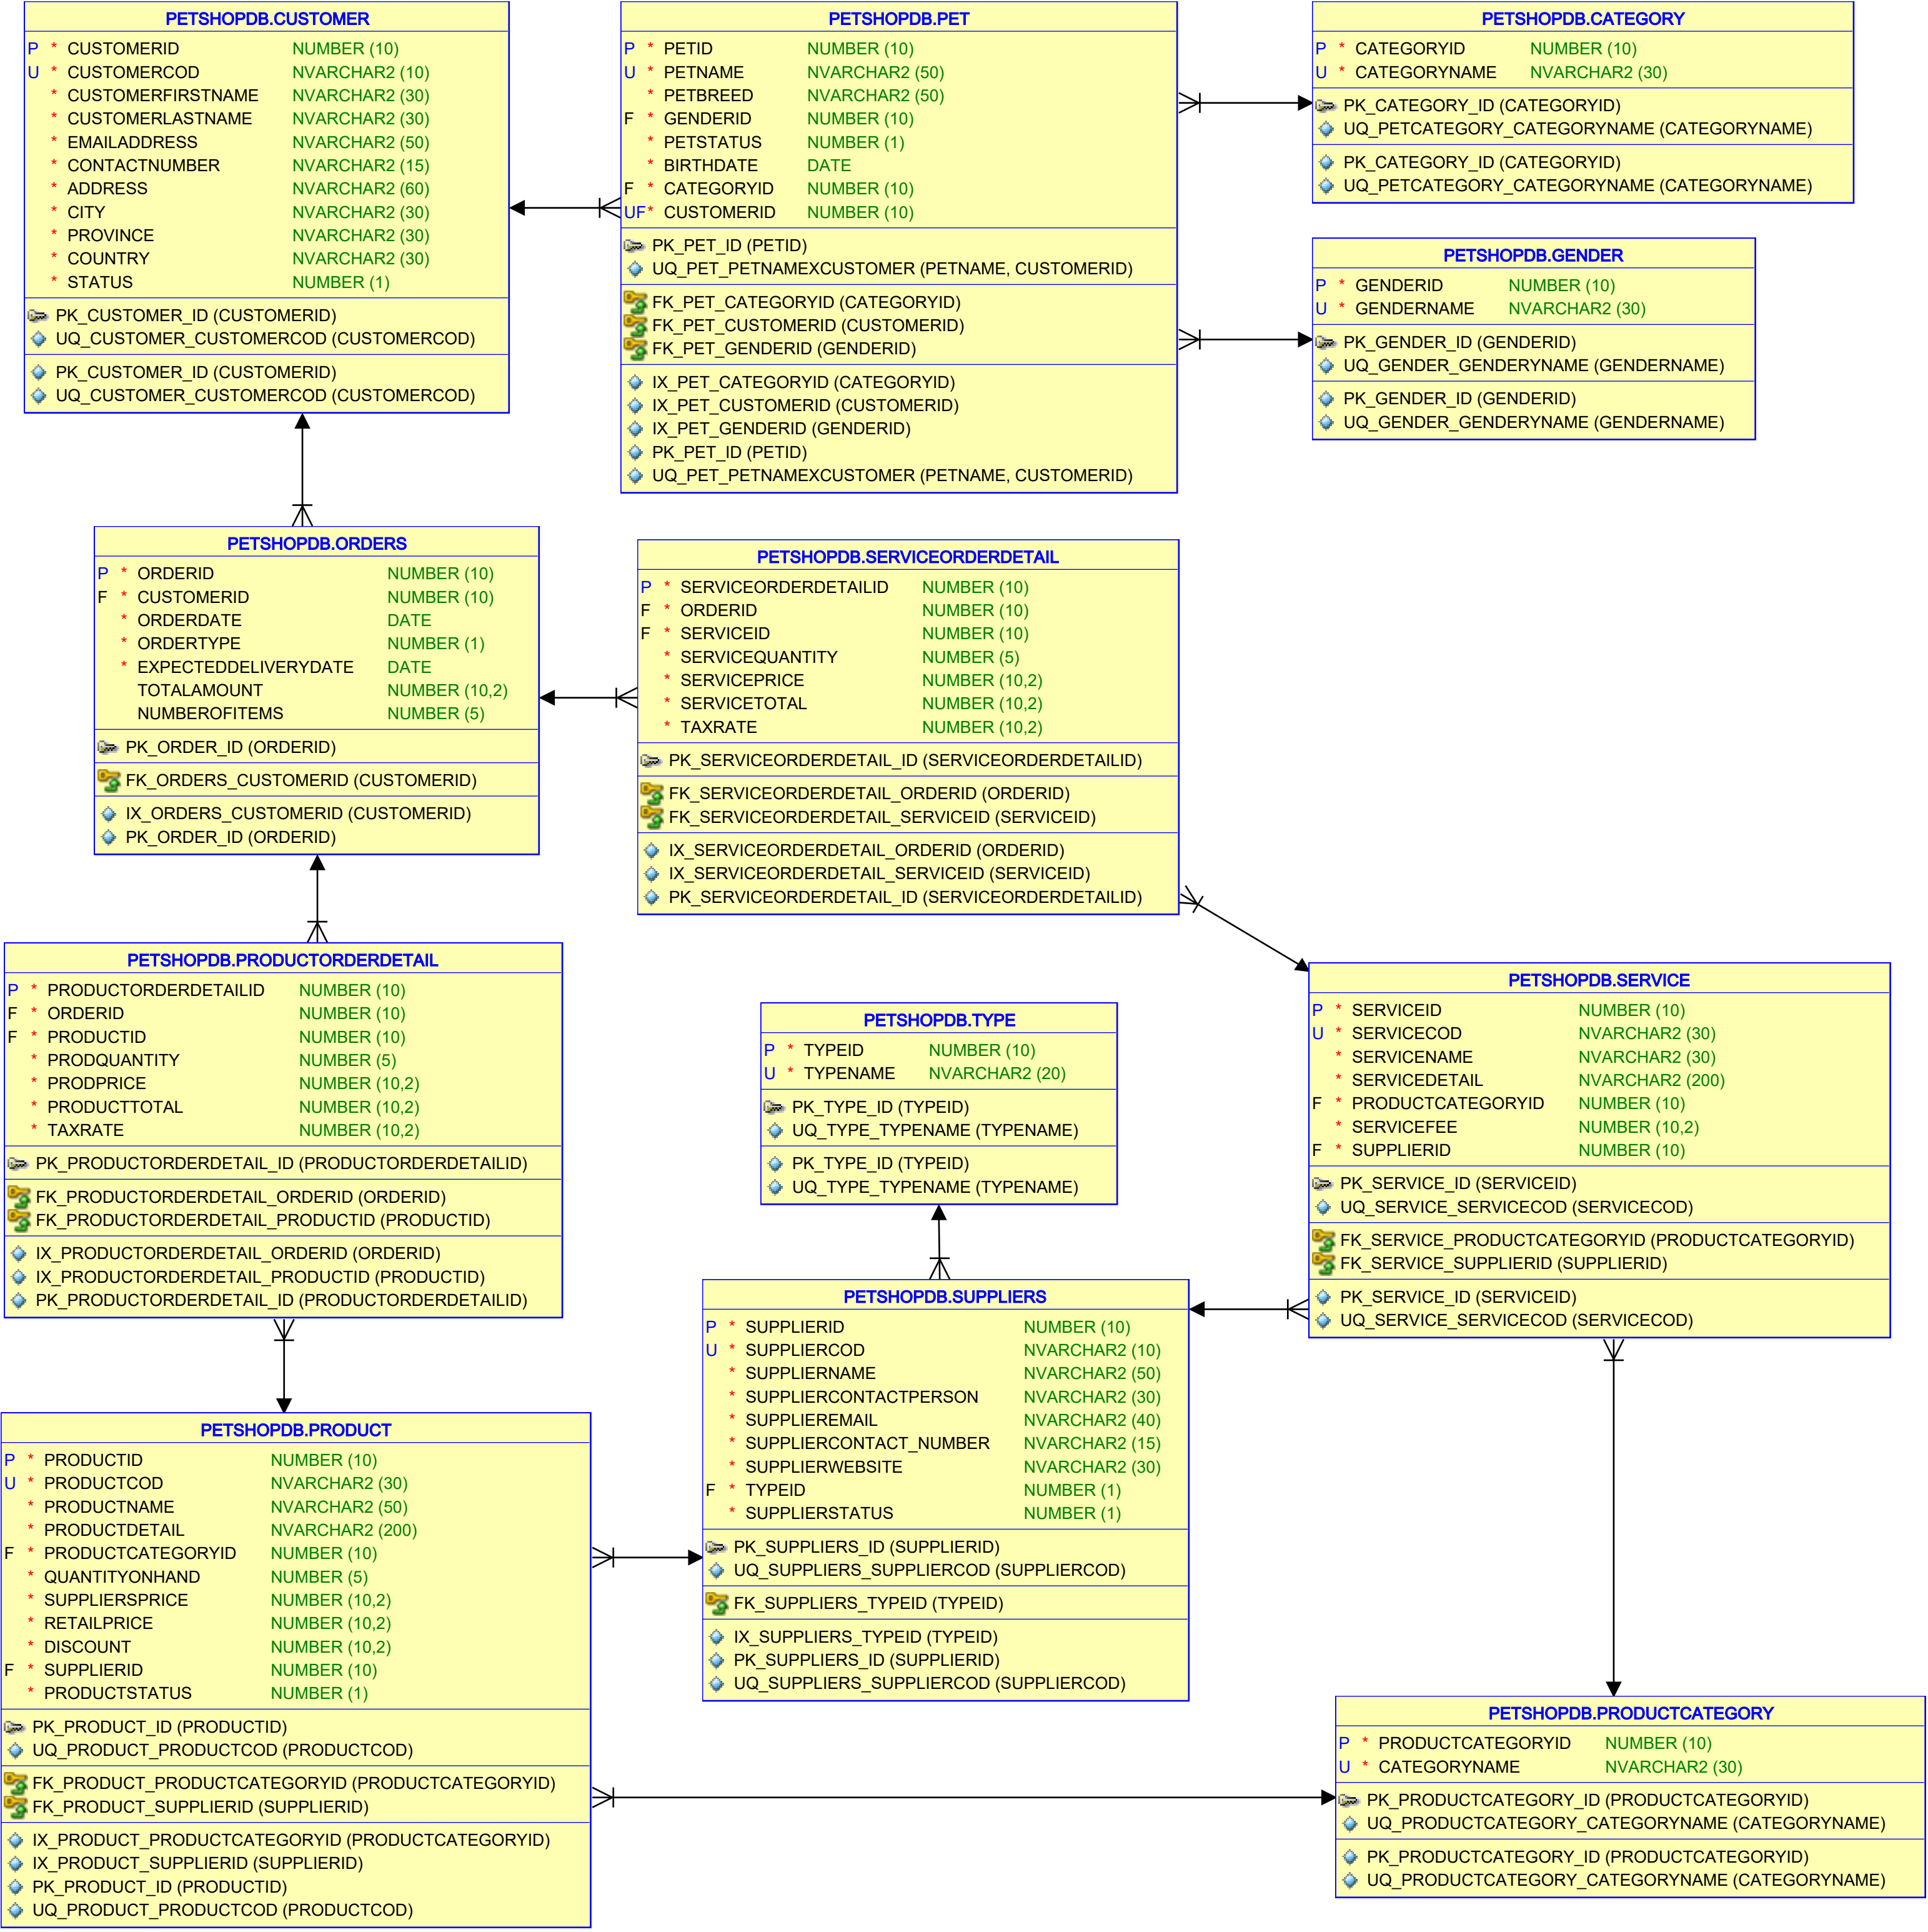 PETSHOPDB.CUSTOMER
P * CUSTOMERID NUMBER (10)
U * CUSTOMERCOD NVARCHAR2 (10)
* CUSTOMERFIRSTNAME NVARCHAR2 (30)
* CUSTOMERLASTNAME NVARCHAR2 (30)
* EMAILADDRESS NVARCHAR2 (50)
* CONTACTNUMBER NVARCHAR2 (15)
* ADDRESS NVARCHAR2 (60)
* CITY NVARCHAR2 (30)
* PROVINCE NVARCHAR2 (30)
* COUNTRY NVARCHAR2 (30)
* STATUS NUMBER (1)
PK_CUSTOMER_ID (CUSTOMERID)
UQ_CUSTOMER_CUSTOMERCOD (CUSTOMERCOD)
PK_CUSTOMER_ID (CUSTOMERID)
UQ_CUSTOMER_CUSTOMERCOD (CUSTOMERCOD)
PETSHOPDB.PET
P * PETID NUMBER (10)
U * PETNAME NVARCHAR2 (50)
* PETBREED NVARCHAR2 (50)
F * GENDERID NUMBER (10)
* PETSTATUS NUMBER (1)
* BIRTHDATE DATE
F * CATEGORYID NUMBER (10)
UF* CUSTOMERID NUMBER (10)
PK_PET_ID (PETID)
UQ_PET_PETNAMEXCUSTOMER (PETNAME, CUSTOMERID)
FK_PET_CATEGORYID (CATEGORYID)
FK_PET_CUSTOMERID (CUSTOMERID)
FK_PET_GENDERID (GENDERID)
IX_PET_CATEGORYID (CATEGORYID)
IX_PET_CUSTOMERID (CUSTOMERID)
IX_PET_GENDERID (GENDERID)
PK_PET_ID (PETID)
UQ_PET_PETNAMEXCUSTOMER (PETNAME, CUSTOMERID)
PETSHOPDB.CATEGORY
P * CATEGORYID NUMBER (10)
U * CATEGORYNAME NVARCHAR2 (30)
PK_CATEGORY_ID (CATEGORYID)
UQ_PETCATEGORY_CATEGORYNAME (CATEGORYNAME)
PK_CATEGORY_ID (CATEGORYID)
UQ_PETCATEGORY_CATEGORYNAME (CATEGORYNAME)
PETSHOPDB.GENDER
P * GENDERID NUMBER (10)
U * GENDERNAME NVARCHAR2 (30)
PK_GENDER_ID (GENDERID)
UQ_GENDER_GENDERYNAME (GENDERNAME)
PK_GENDER_ID (GENDERID)
UQ_GENDER_GENDERYNAME (GENDERNAME)
PETSHOPDB.ORDERS
P * ORDERID NUMBER (10)
F * CUSTOMERID NUMBER (10)
* ORDERDATE DATE
* ORDERTYPE NUMBER (1)
* EXPECTEDDELIVERYDATE DATE
TOTALAMOUNT NUMBER (10,2)
NUMBEROFITEMS NUMBER (5)
PK_ORDER_ID (ORDERID)
FK_ORDERS_CUSTOMERID (CUSTOMERID)
IX_ORDERS_CUSTOMERID (CUSTOMERID)
PK_ORDER_ID (ORDERID)
PETSHOPDB.SERVICEORDERDETAIL
P * SERVICEORDERDETAILID NUMBER (10)
F * ORDERID NUMBER (10)
F * SERVICEID NUMBER (10)
* SERVICEQUANTITY NUMBER (5)
* SERVICEPRICE NUMBER (10,2)
* SERVICETOTAL NUMBER (10,2)
* TAXRATE NUMBER (10,2)
PK_SERVICEORDERDETAIL_ID (SERVICEORDERDETAILID)
FK_SERVICEORDERDETAIL_ORDERID (ORDERID)
FK_SERVICEORDERDETAIL_SERVICEID (SERVICEID)
IX_SERVICEORDERDETAIL_ORDERID (ORDERID)
IX_SERVICEORDERDETAIL_SERVICEID (SERVICEID)
PK_SERVICEORDERDETAIL_ID (SERVICEORDERDETAILID)
PETSHOPDB.PRODUCTORDERDETAIL
P * PRODUCTORDERDETAILID NUMBER (10)
F * ORDERID NUMBER (10)
F * PRODUCTID NUMBER (10)
* PRODQUANTITY NUMBER (5)
* PRODPRICE NUMBER (10,2)
* PRODUCTTOTAL NUMBER (10,2)
* TAXRATE NUMBER (10,2)
PK_PRODUCTORDERDETAIL_ID (PRODUCTORDERDETAILID)
FK_PRODUCTORDERDETAIL_ORDERID (ORDERID)
FK_PRODUCTORDERDETAIL_PRODUCTID (PRODUCTID)
IX_PRODUCTORDERDETAIL_ORDERID (ORDERID)
IX_PRODUCTORDERDETAIL_PRODUCTID (PRODUCTID)
PK_PRODUCTORDERDETAIL_ID (PRODUCTORDERDETAILID)
PETSHOPDB.TYPE
P * TYPEID NUMBER (10)
U * TYPENAME NVARCHAR2 (20)
PK_TYPE_ID (TYPEID)
UQ_TYPE_TYPENAME (TYPENAME)
PK_TYPE_ID (TYPEID)
UQ_TYPE_TYPENAME (TYPENAME)
PETSHOPDB.SERVICE
P * SERVICEID NUMBER (10)
U * SERVICECOD NVARCHAR2 (30)
* SERVICENAME NVARCHAR2 (30)
* SERVICEDETAIL NVARCHAR2 (200)
F * PRODUCTCATEGORYID NUMBER (10)
* SERVICEFEE NUMBER (10,2)
F * SUPPLIERID NUMBER (10)
PK_SERVICE_ID (SERVICEID)
UQ_SERVICE_SERVICECOD (SERVICECOD)
FK_SERVICE_PRODUCTCATEGORYID (PRODUCTCATEGORYID)
FK_SERVICE_SUPPLIERID (SUPPLIERID)
PK_SERVICE_ID (SERVICEID)
UQ_SERVICE_SERVICECOD (SERVICECOD)
PETSHOPDB.SUPPLIERS
P * SUPPLIERID NUMBER (10)
U * SUPPLIERCOD NVARCHAR2 (10)
* SUPPLIERNAME NVARCHAR2 (50)
* SUPPLIERCONTACTPERSON NVARCHAR2 (30)
* SUPPLIEREMAIL NVARCHAR2 (40)
* SUPPLIERCONTACT_NUMBER NVARCHAR2 (15)
* SUPPLIERWEBSITE NVARCHAR2 (30)
F * TYPEID NUMBER (1)
* SUPPLIERSTATUS NUMBER (1)
PK_SUPPLIERS_ID (SUPPLIERID)
UQ_SUPPLIERS_SUPPLIERCOD (SUPPLIERCOD)
FK_SUPPLIERS_TYPEID (TYPEID)
IX_SUPPLIERS_TYPEID (TYPEID)
PK_SUPPLIERS_ID (SUPPLIERID)
UQ_SUPPLIERS_SUPPLIERCOD (SUPPLIERCOD)
PETSHOPDB.PRODUCT
P * PRODUCTID NUMBER (10)
U * PRODUCTCOD NVARCHAR2 (30)
* PRODUCTNAME NVARCHAR2 (50)
* PRODUCTDETAIL NVARCHAR2 (200)
F * PRODUCTCATEGORYID NUMBER (10)
* QUANTITYONHAND NUMBER (5)
* SUPPLIERSPRICE NUMBER (10,2)
* RETAILPRICE NUMBER (10,2)
* DISCOUNT NUMBER (10,2)
F * SUPPLIERID NUMBER (10)
* PRODUCTSTATUS NUMBER (1)
PK_PRODUCT_ID (PRODUCTID)
UQ_PRODUCT_PRODUCTCOD (PRODUCTCOD)
FK_PRODUCT_PRODUCTCATEGORYID (PRODUCTCATEGORYID)
FK_PRODUCT_SUPPLIERID (SUPPLIERID)
IX_PRODUCT_PRODUCTCATEGORYID (PRODUCTCATEGORYID)
IX_PRODUCT_SUPPLIERID (SUPPLIERID)
PK_PRODUCT_ID (PRODUCTID)
UQ_PRODUCT_PRODUCTCOD (PRODUCTCOD)
PETSHOPDB.PRODUCTCATEGORY
P * PRODUCTCATEGORYID NUMBER (10)
U * CATEGORYNAME NVARCHAR2 (30)
PK_PRODUCTCATEGORY_ID (PRODUCTCATEGORYID)
UQ_PRODUCTCATEGORY_CATEGORYNAME (CATEGORYNAME)
PK_PRODUCTCATEGORY_ID (PRODUCTCATEGORYID)
UQ_PRODUCTCATEGORY_CATEGORYNAME (CATEGORYNAME)